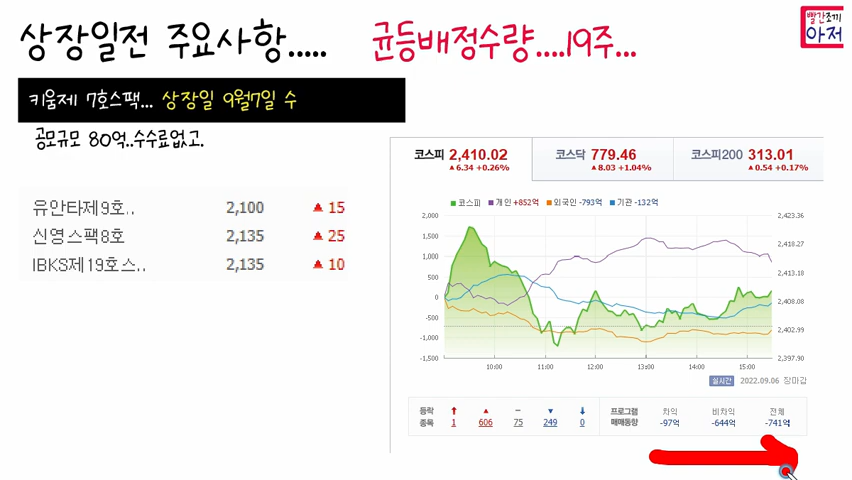 상장일전 주요사항..... 균등배정수량....19주...
빨간조끼
아저
키움제 7호스팩... 상장일 9월7일 수
공모규모 80억..수수료없고.
코스피 2,410.02
▲ 6.34 +0.26%
코스닥 779.46
▲ 8.03 +1.04%
코스피200 313.01
▲ 0.54 +0.17%
유안타제9호.. 2,100 ▲ 15
신영스팩8호 2,135 ▲ 25
IBKS제19호스.. 2,135 ▲ 10
코스피 개인 +852억 외국인 -793억 기관 -132억
2,000 2,423.36
1,500 2,418.27
1,000
500 2,413.18
0 2,408.08
-500
-1,000 2,402.99
-1,500 2,397.90
10:00 11:00 12:00 13:00 14:00 15:00
실시간 2022.09.06 장마감
등락 ↑ ▲ − ▼ ↓
종목 1 606 75 249 0
프로그램 차익 비차익 전체
매매동향 -97억 -644억 -741억